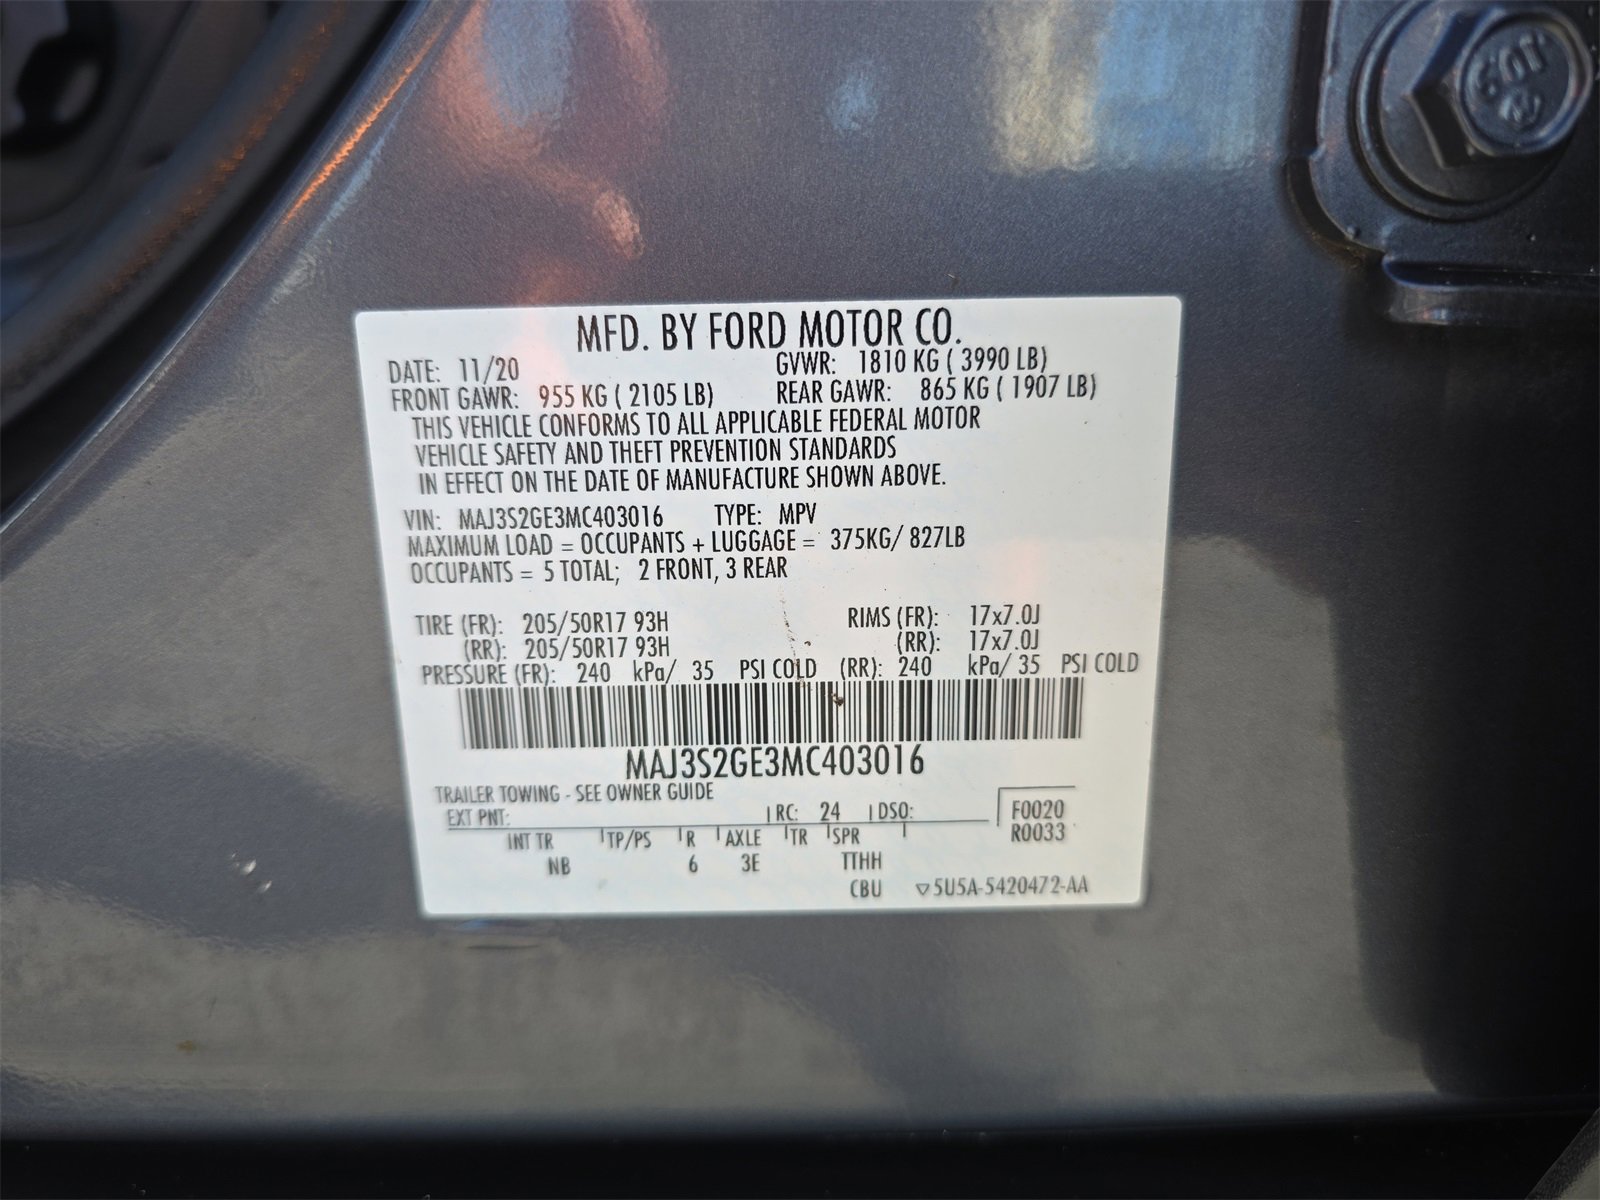 10.9
MFD. BY FORD MOTOR CO.
DATE: 11/20 GVWR: 1810 KG ( 3990 LB)
FRONT GAWR: 955 KG ( 2105 LB) REAR GAWR: 865 KG ( 1907 LB)
THIS VEHICLE CONFORMS TO ALL APPLICABLE FEDERAL MOTOR
VEHICLE SAFETY AND THEFT PREVENTION STANDARDS
IN EFFECT ON THE DATE OF MANUFACTURE SHOWN ABOVE.
VIN: MAJ3S2GE3MC403016 TYPE: MPV
MAXIMUM LOAD = OCCUPANTS + LUGGAGE = 375KG/ 827LB
OCCUPANTS = 5 TOTAL; 2 FRONT, 3 REAR
TIRE (FR): 205/50R17 93H RIMS (FR): 17x7.0J
(RR): 205/50R17 93H (RR): 17x7.0J
PRESSURE (FR): 240 kPa/ 35 PSI COLD (RR): 240 kPa/ 35 PSI COLD
MAJ3S2GE3MC403016
TRAILER TOWING - SEE OWNER GUIDE
EXT PNT: RC: 24 DSO: F0020
INT TR TP/PS R AXLE TR SPR R0033
NB 6 3E TTHH
CBU ▽5U5A-5420472-AA